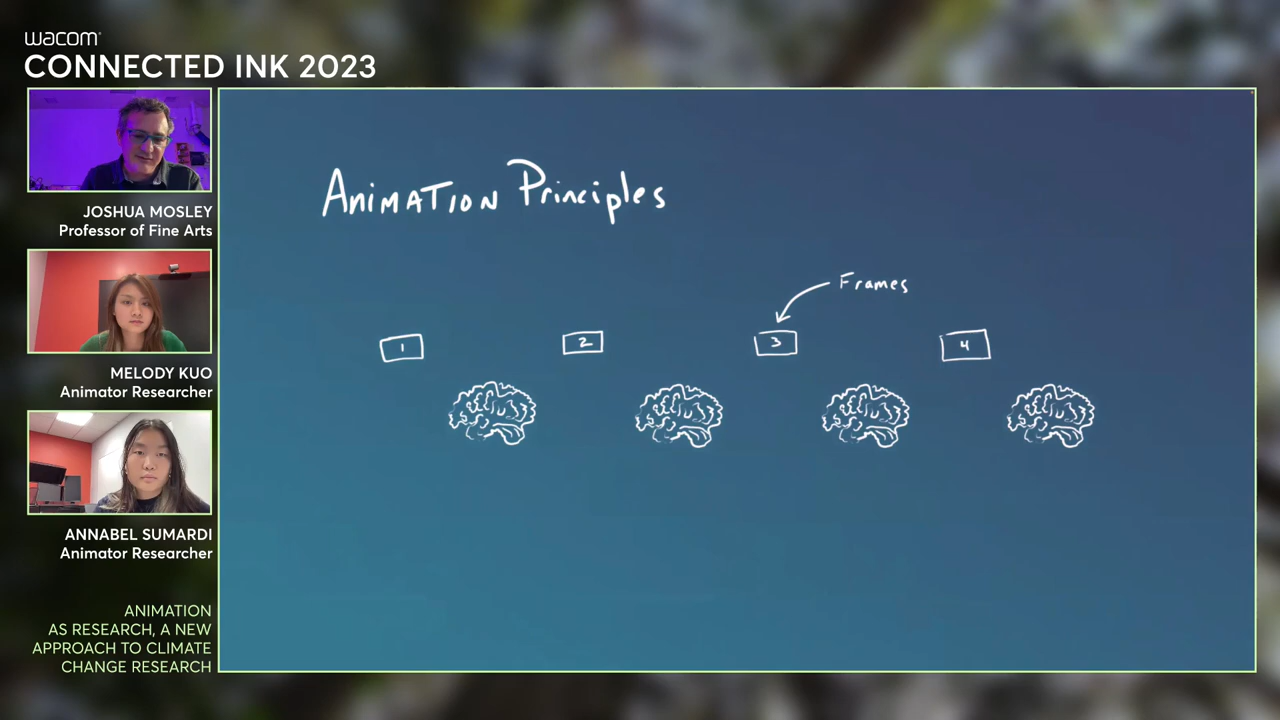 wacom
CONNECTED INK 2023
JOSHUA MOSLEY
Professor of Fine Arts
MELODY KUO
Animator Researcher
ANNABEL SUMARDI
Animator Researcher
ANIMATION
AS RESEARCH, A NEW
APPROACH TO CLIMATE
CHANGE RESEARCH
ANIMATION Principles
Frames
1 2 3 4